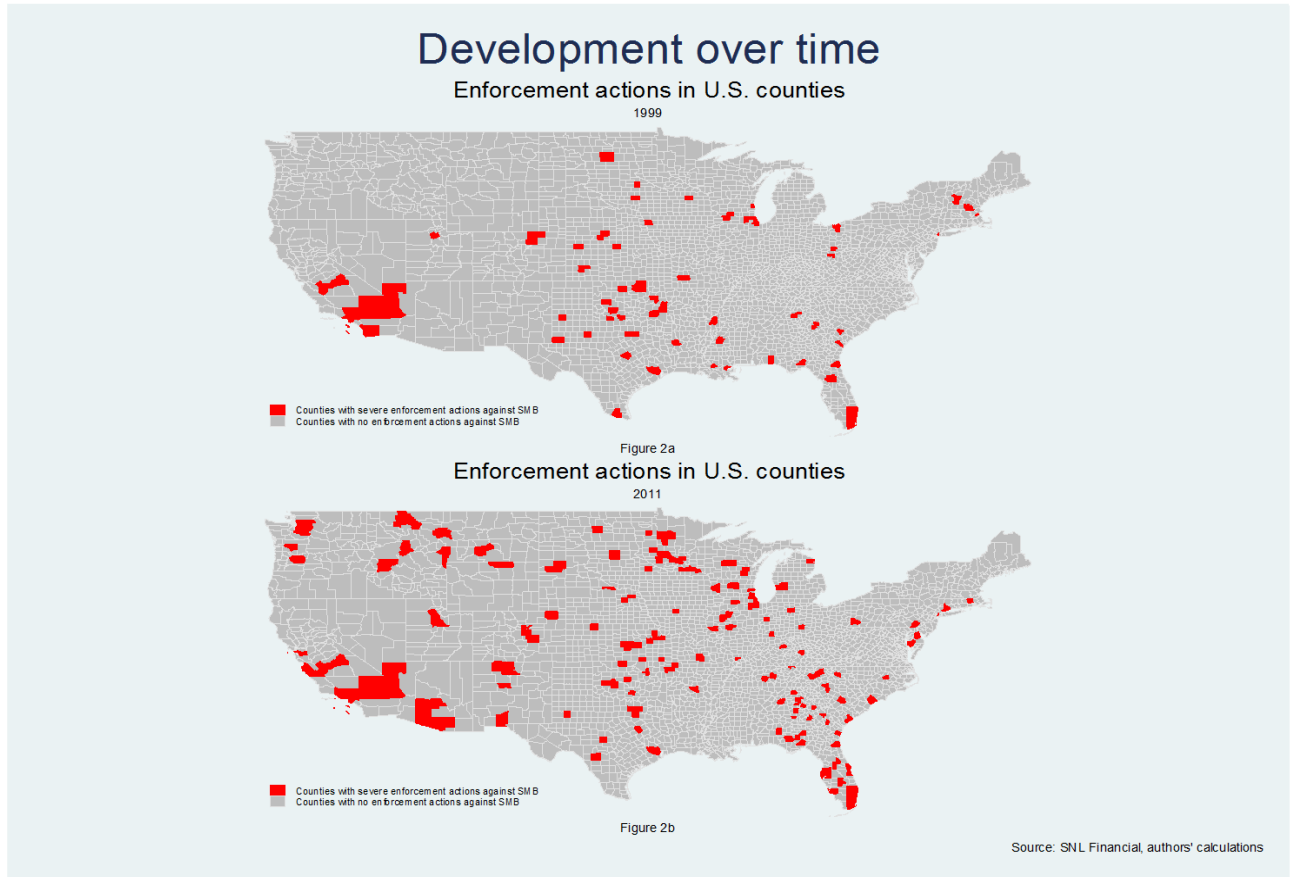 Development over time
Enforcement actions in U.S. counties
1999
Counties with severe enforcement actions against SMB
Counties with no enforcement actions against SMB
Figure 2a
Enforcement actions in U.S. counties
2011
Counties with severe enforcement actions against SMB
Counties with no enforcement actions against SMB
Figure 2b
Source: SNL Financial, authors' calculations